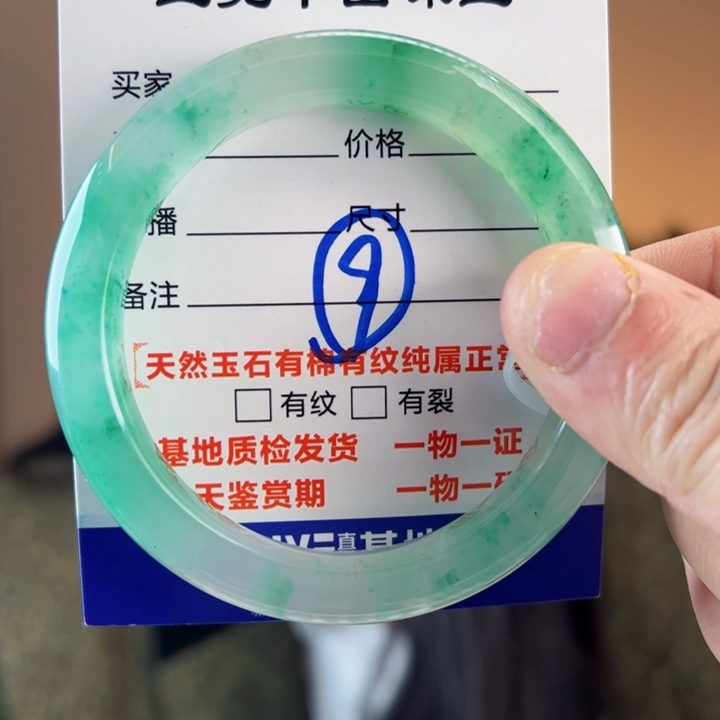 买家
价格
播 尺寸
9
备注
天然玉石有棉有纹纯属正常
□ 有纹 □ 有裂
基地质检发货 一物一证
天鉴赏期 一物一码